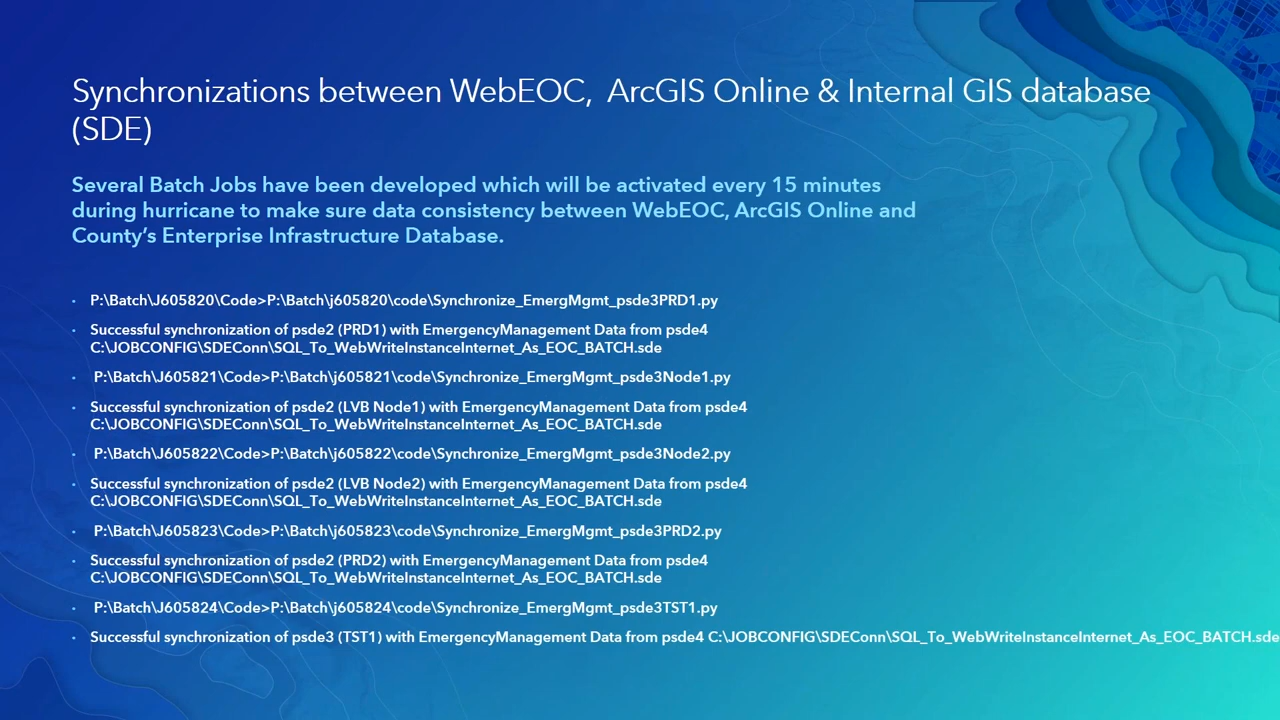 Synchronizations between WebEOC,  ArcGIS Online & Internal GIS database
(SDE)
Several Batch Jobs have been developed which will be activated every 15 minutes
during hurricane to make sure data consistency between WebEOC, ArcGIS Online and
County’s Enterprise Infrastructure Database.
• P:\Batch\J605820\Code>P:\Batch\j605820\code\Synchronize_EmergMgmt_psde3PRD1.py
• Successful synchronization of psde2 (PRD1) with EmergencyManagement Data from psde4
C:\JOBCONFIG\SDEConn\SQL_To_WebWriteInstanceInternet_As_EOC_BATCH.sde
• P:\Batch\J605821\Code>P:\Batch\j605821\code\Synchronize_EmergMgmt_psde3Node1.py
• Successful synchronization of psde2 (LVB Node1) with EmergencyManagement Data from psde4
C:\JOBCONFIG\SDEConn\SQL_To_WebWriteInstanceInternet_As_EOC_BATCH.sde
• P:\Batch\J605822\Code>P:\Batch\j605822\code\Synchronize_EmergMgmt_psde3Node2.py
• Successful synchronization of psde2 (LVB Node2) with EmergencyManagement Data from psde4
C:\JOBCONFIG\SDEConn\SQL_To_WebWriteInstanceInternet_As_EOC_BATCH.sde
• P:\Batch\J605823\Code>P:\Batch\j605823\code\Synchronize_EmergMgmt_psde3PRD2.py
• Successful synchronization of psde2 (PRD2) with EmergencyManagement Data from psde4
C:\JOBCONFIG\SDEConn\SQL_To_WebWriteInstanceInternet_As_EOC_BATCH.sde
• P:\Batch\J605824\Code>P:\Batch\j605824\code\Synchronize_EmergMgmt_psde3TST1.py
• Successful synchronization of psde3 (TST1) with EmergencyManagement Data from psde4 C:\JOBCONFIG\SDEConn\SQL_To_WebWriteInstanceInternet_As_EOC_BATCH.sde